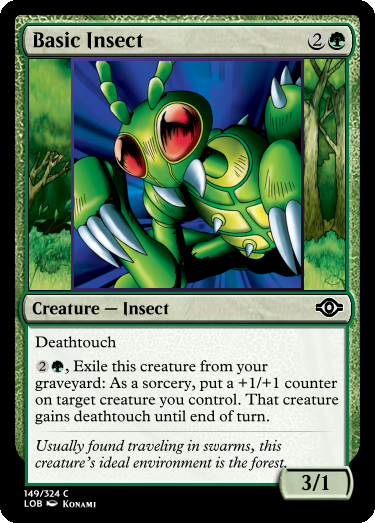 Basic Insect 2
Creature — Insect
Deathtouch
2, Exile this creature from your
graveyard: As a sorcery, put a +1/+1 counter
on target creature you control. That creature
gains deathtouch until end of turn.
Usually found traveling in swarms, this
creature's ideal environment is the forest.
3/1
149/324 C
LOB Konami